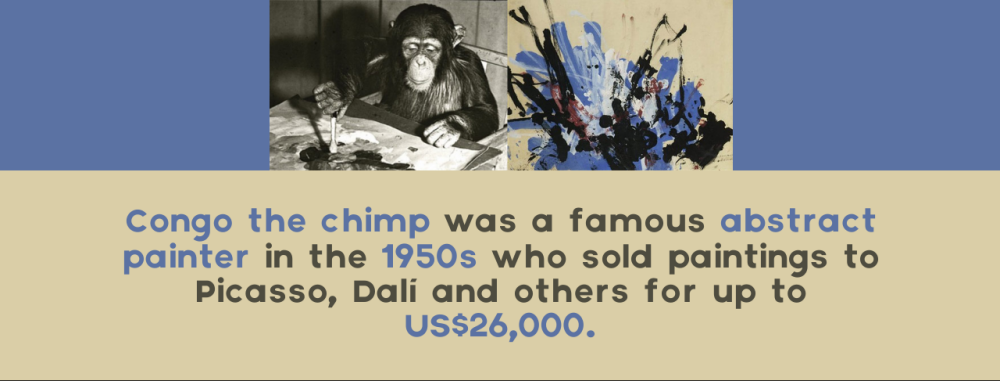 Congo the chimp was a famous abstract
painter in the 1950s who sold paintings to
Picasso, Dalí and others for up to
US$26,000.